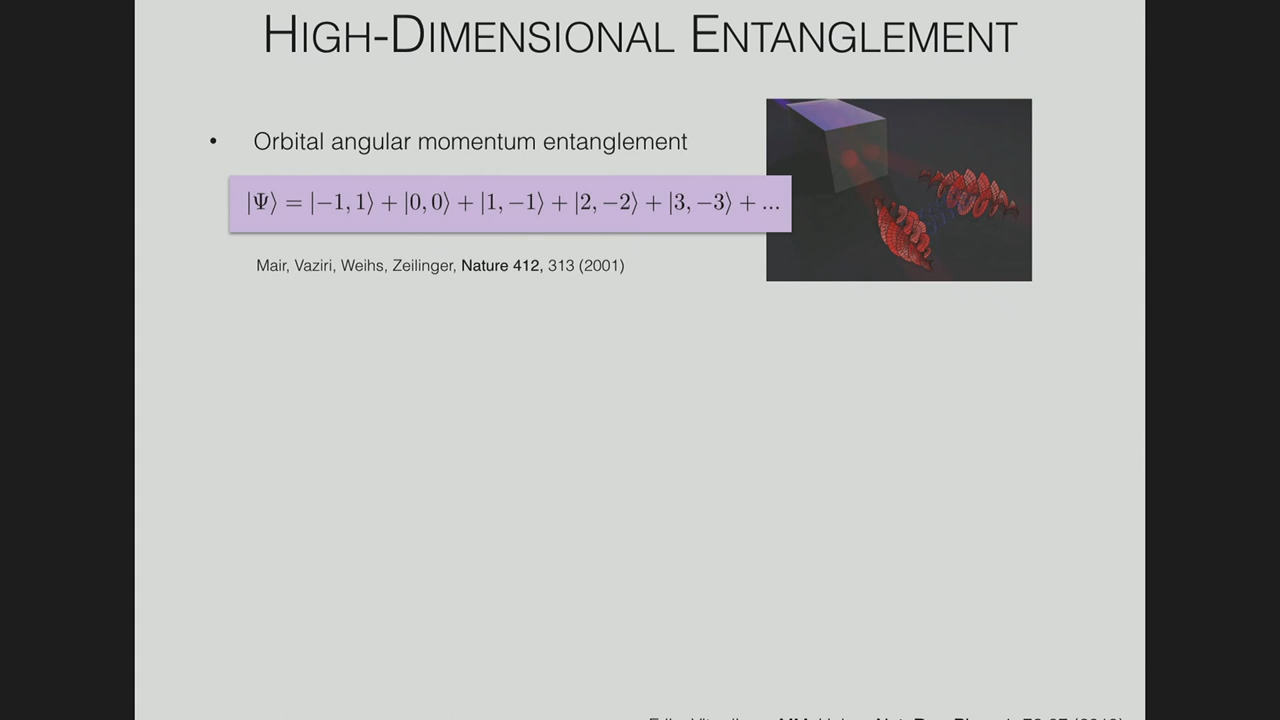 HIGH-DIMENSIONAL ENTANGLEMENT
• Orbital angular momentum entanglement
|Ψ⟩ = |−1, 1⟩ + |0, 0⟩ + |1, −1⟩ + |2, −2⟩ + |3, −3⟩ + ...
Mair, Vaziri, Weihs, Zeilinger, Nature 412, 313 (2001)